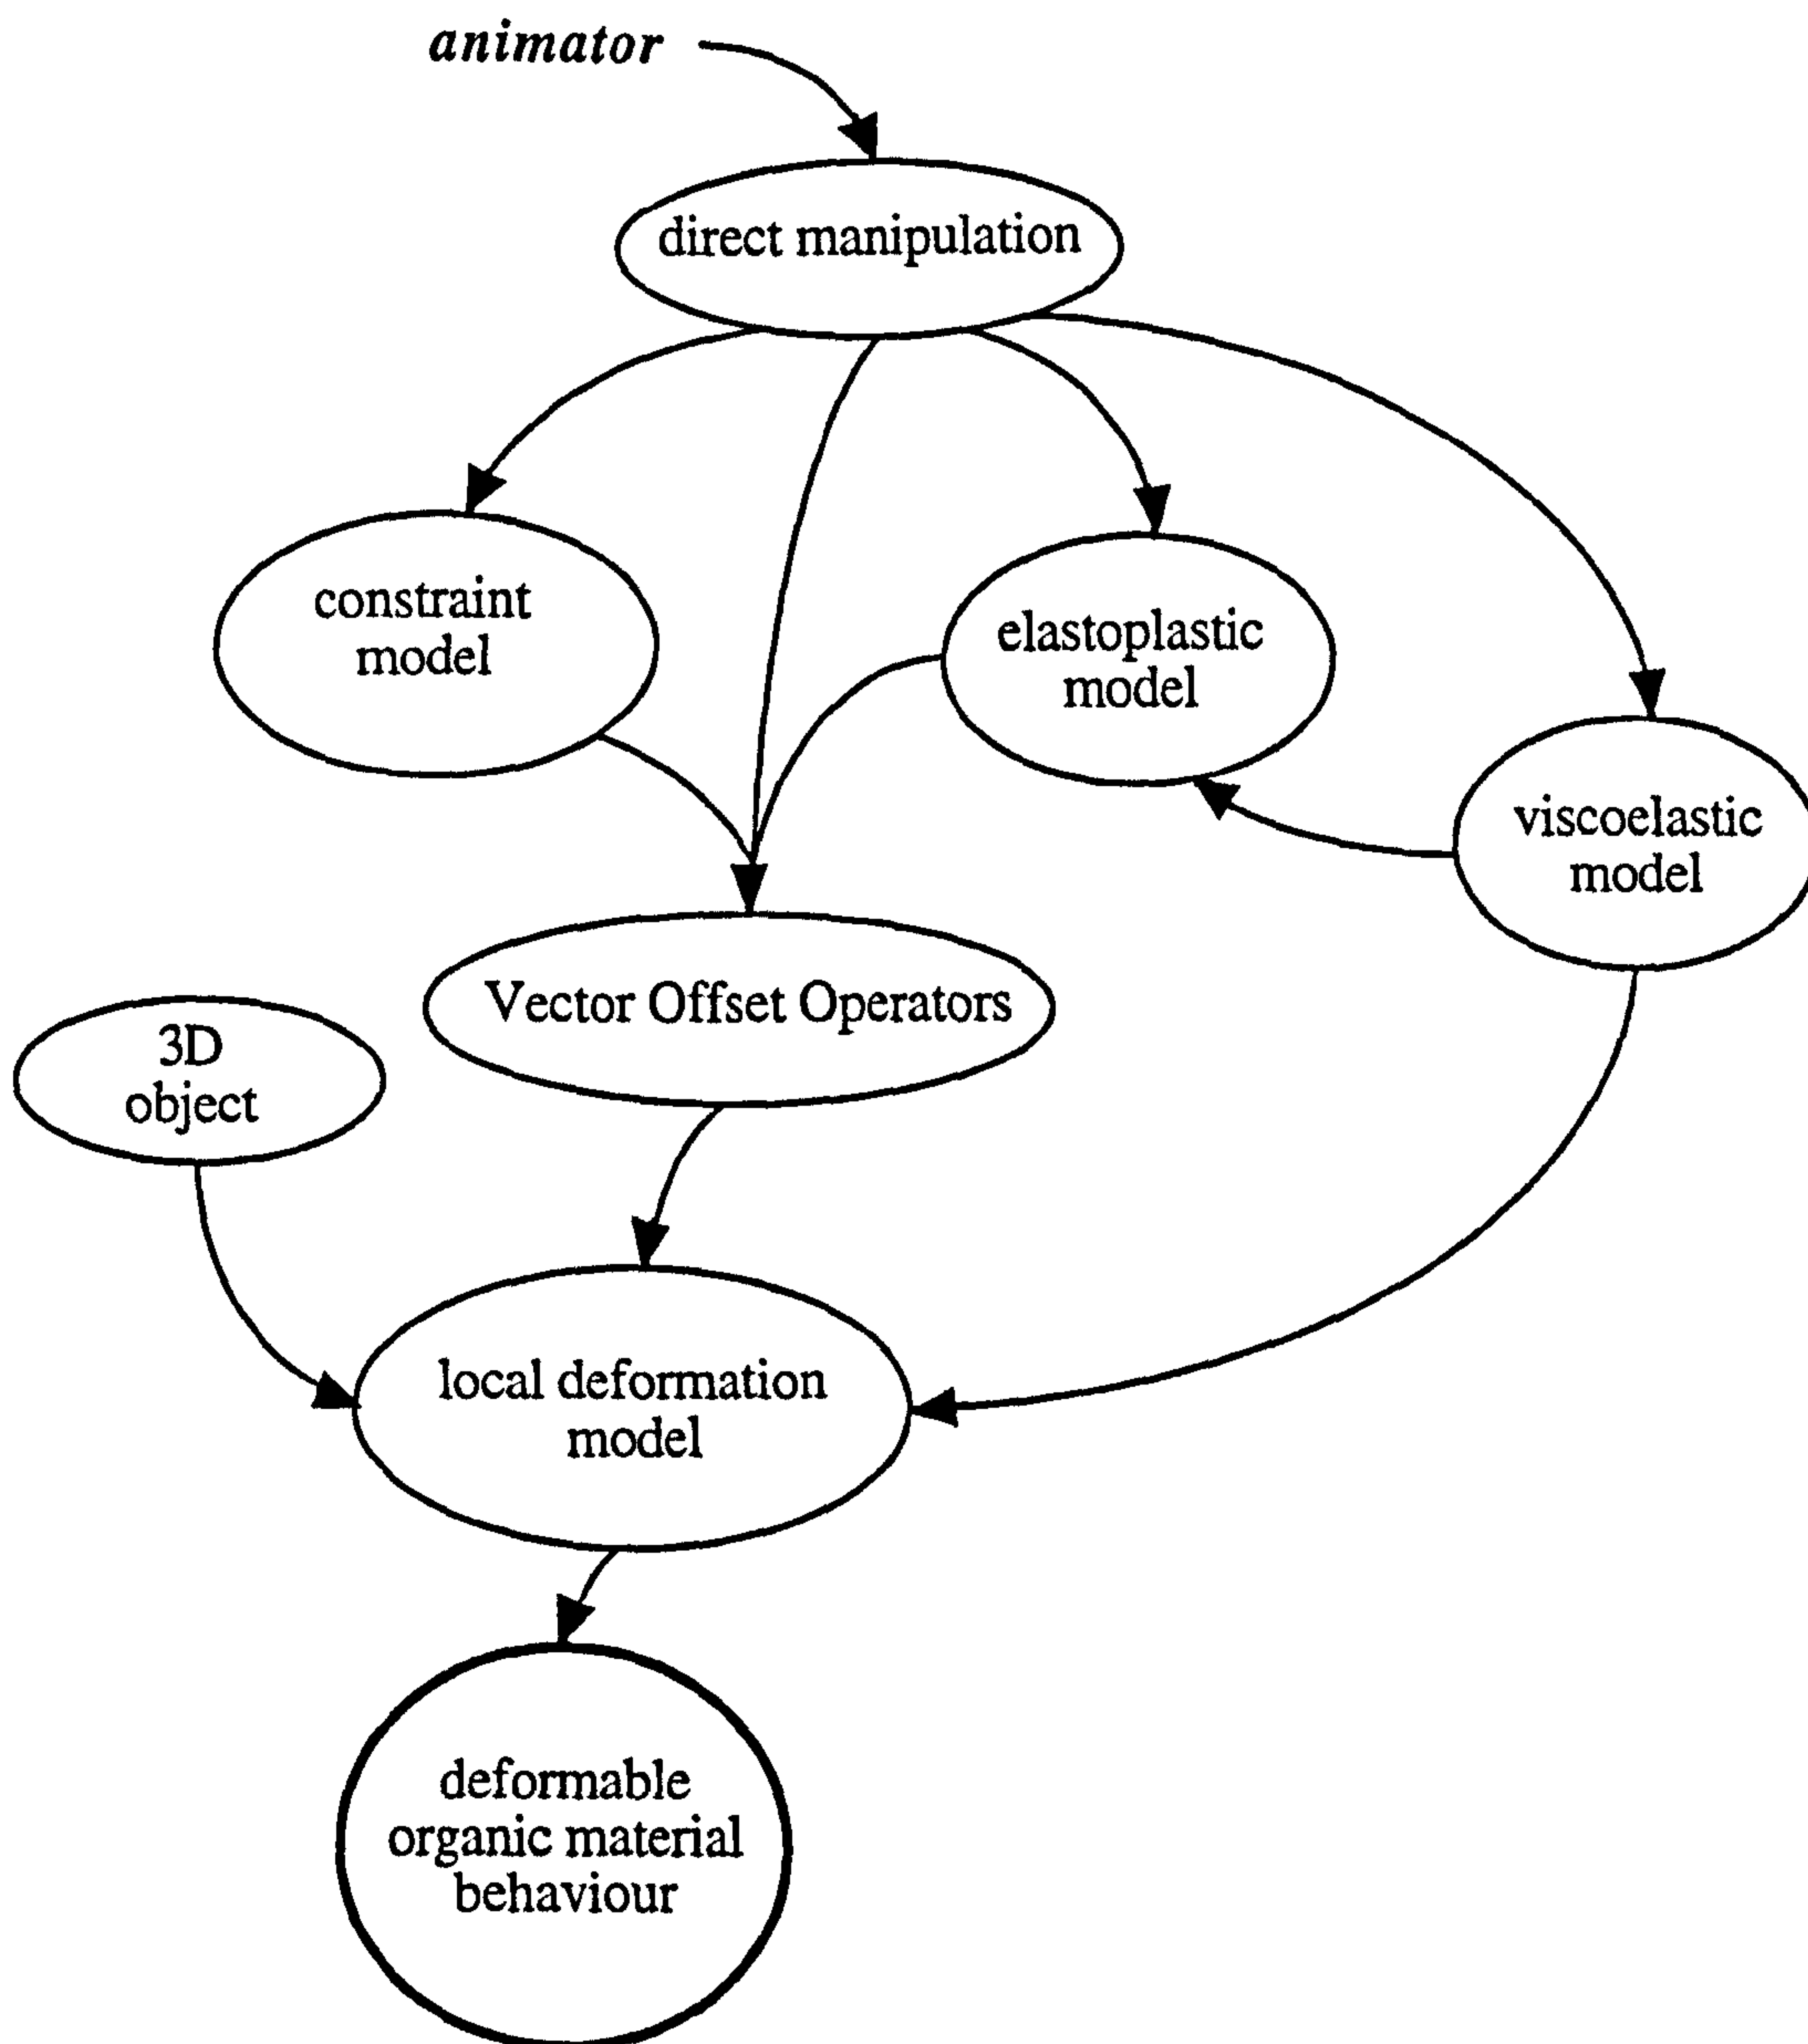 animator
direct manipulation
constraint
model
elastoplastic
model
viscoelastic
model
Vector Offset Operators
3D
object
local deformation
model
deformable
organic material
behaviour